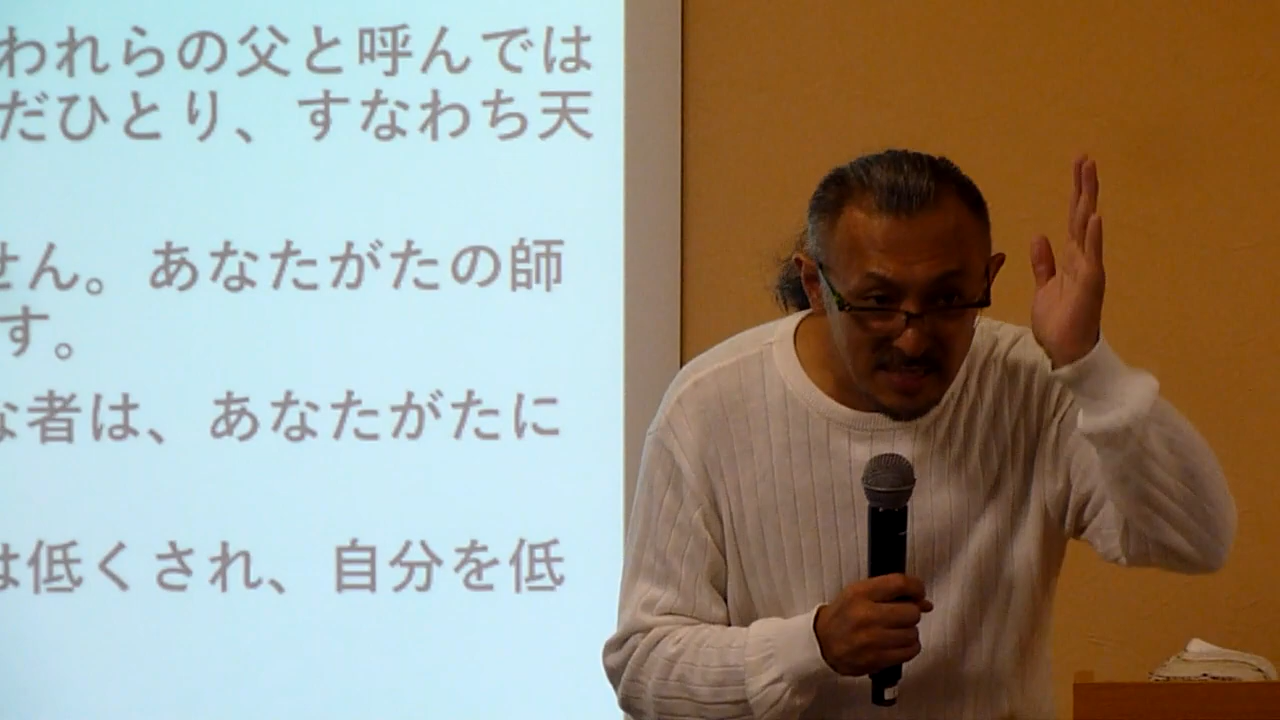 われらの父と呼んでは
だひとり、すなわち天
せん。あなたがたの師
す。
な者は、あなたがたに
は低くされ、自分を低